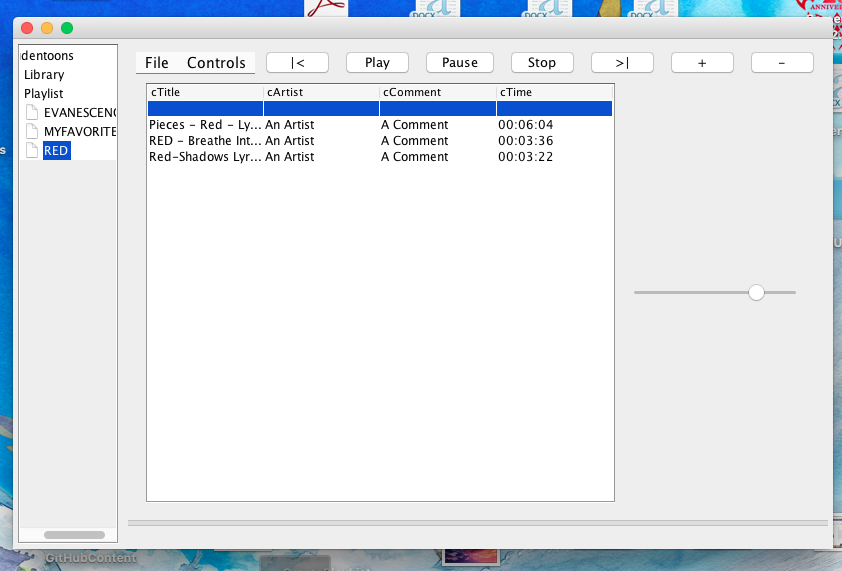 DOCX DOCX DOCX
ANNIVERSARY
dentoons
Library
Playlist
EVANESCENC
MYFAVORITE
RED
File Controls |< Play Pause Stop >| + -
cTitle cArtist cComment cTime
Pieces - Red - Ly... An Artist A Comment 00:06:04
RED - Breathe Int... An Artist A Comment 00:03:36
Red-Shadows Lyr... An Artist A Comment 00:03:22
GitHubContent